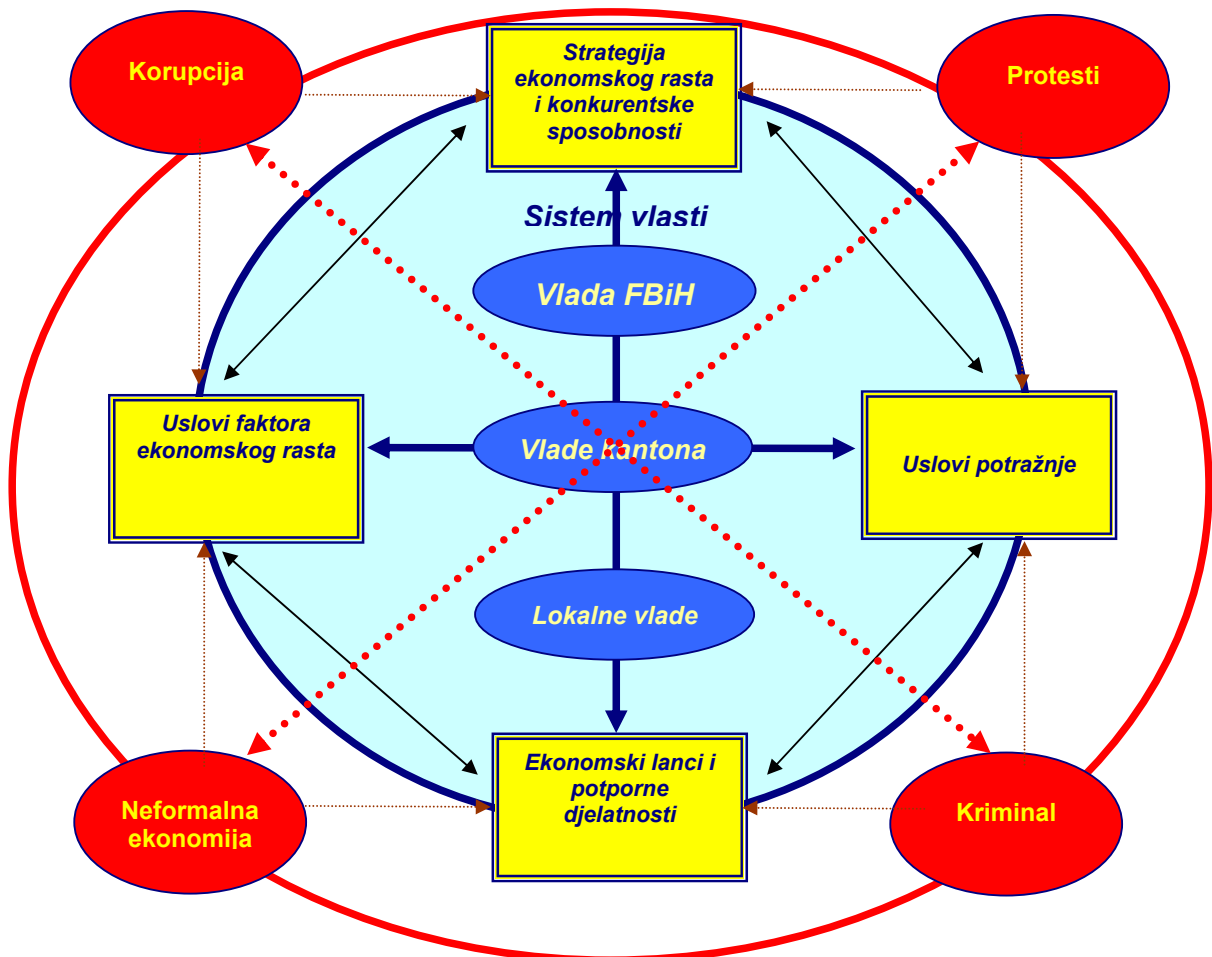 Korupcija
Strategija
ekonomskog rasta
i konkurentske
sposobnosti
Protesti
Sistem vlasti
Vlada FBiH
Uslovi faktora
ekonomskog rasta
Vlade kantona
Uslovi potražnje
Lokalne vlade
Neformalna
ekonomija
Ekonomski lanci i
potporne
djelatnosti
Kriminal